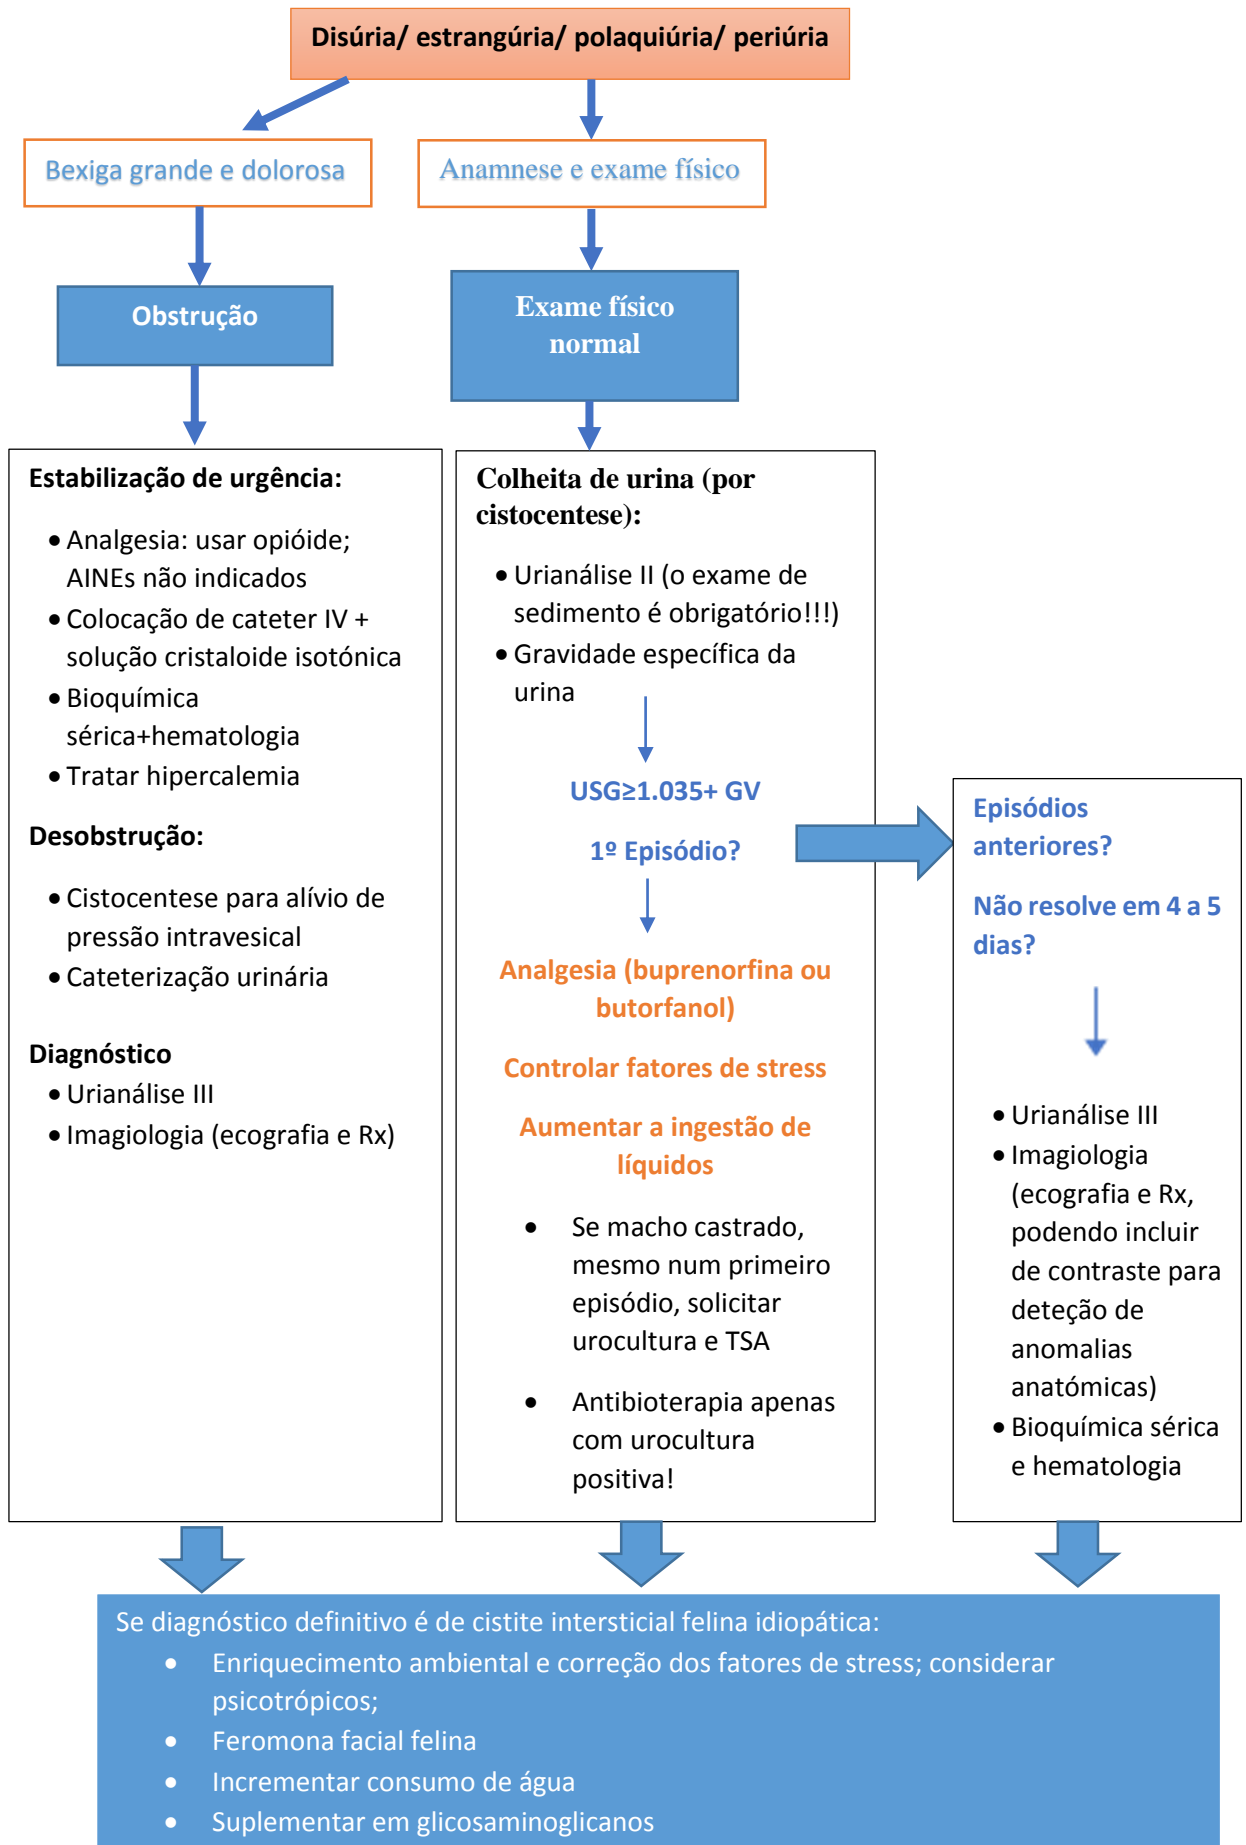 Disúria/ estrangúria/ polaquiúria/ periúria
Bexiga grande e dolorosa
Anamnese e exame físico
Obstrução
Exame físico
normal
Estabilização de urgência:
• Analgesia: usar opióide;
AINEs não indicados
• Colocação de cateter IV +
solução cristaloide isotónica
• Bioquímica
sérica+hematologia
• Tratar hipercalemia
Desobstrução:
• Cistocentese para alívio de
pressão intravesical
• Cateterização urinária
Diagnóstico
• Urianálise III
• Imagiologia (ecografia e Rx)
Colheita de urina (por
cistocentese):
• Urianálise II (o exame de
sedimento é obrigatório!!!)
• Gravidade específica da
urina
USG≥1.035+ GV
1º Episódio?
Analgesia (buprenorfina ou
butorfanol)
Controlar fatores de stress
Aumentar a ingestão de
líquidos
• Se macho castrado,
mesmo num primeiro
episódio, solicitar
urocultura e TSA
• Antibioterapia apenas
com urocultura
positiva!
Episódios
anteriores?
Não resolve em 4 a 5
dias?
• Urianálise III
• Imagiologia
(ecografia e Rx,
podendo incluir
de contraste para
deteção de
anomalias
anatómicas)
• Bioquímica sérica
e hematologia
Se diagnóstico definitivo é de cistite intersticial felina idiopática:
• Enriquecimento ambiental e correção dos fatores de stress; considerar
psicotrópicos;
• Feromona facial felina
• Incrementar consumo de água
• Suplementar em glicosaminoglicanos